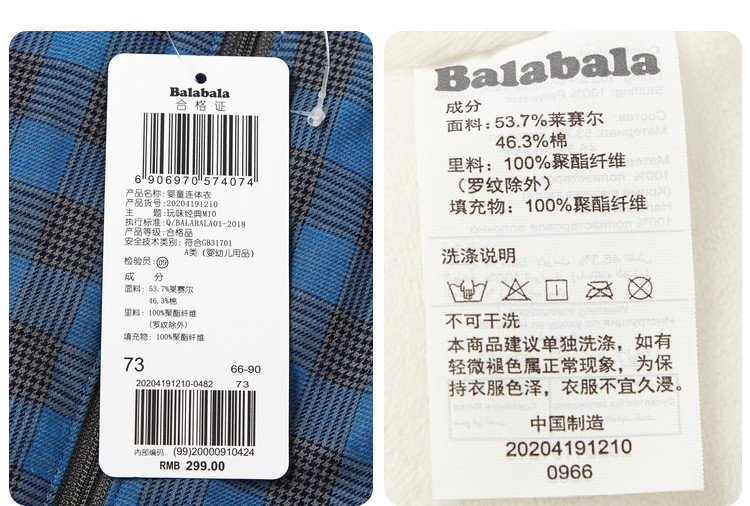 Balabala
合格证
6 906970 574074
产品名称: 婴童连体衣
产品货号: 20204191210
主 题: 玩味经典M10
执行标准: Q/BALABALA01-2018
产品等级: 合格品
安全技术类别: 符合GB31701
A类 (婴幼儿用品)
检验员: 09
成 分
面料: 53.7%莱赛尔
46.3%棉
里料: 100%聚酯纤维
(罗纹除外)
填充物: 100%聚酯纤维
73 66-90
20204191210-0482 73
内部编码 (99)20000910424
RMB 299.00
Balabala
成分
面料: 53.7%莱赛尔
46.3%棉
里料: 100%聚酯纤维
(罗纹除外)
填充物: 100%聚酯纤维
洗涤说明
不可干洗
本商品建议单独洗涤，如有
轻微褪色属正常现象，为保
持衣服色泽，衣服不宜久浸。
中国制造
20204191210
0966